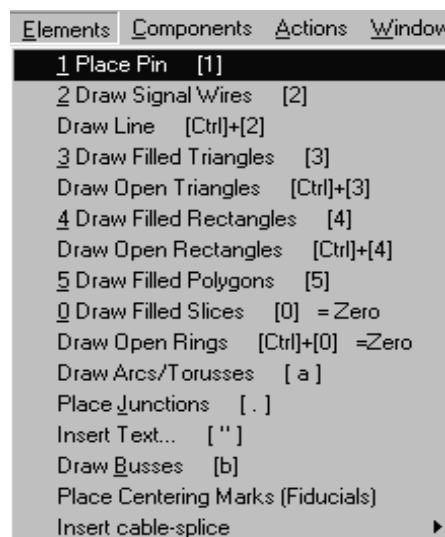 Elements Components Actions Window
1 Place Pin [1]
2 Draw Signal Wires [2]
Draw Line [Ctrl]+[2]
3 Draw Filled Triangles [3]
Draw Open Triangles [Ctrl]+[3]
4 Draw Filled Rectangles [4]
Draw Open Rectangles [Ctrl]+[4]
5 Draw Filled Polygons [5]
0 Draw Filled Slices [0] = Zero
Draw Open Rings [Ctrl]+[0] =Zero
Draw Arcs/Torusses [ a ]
Place Junctions [ . ]
Insert Text... [ " ]
Draw Busses [b]
Place Centering Marks (Fiducials)
Insert cable-splice